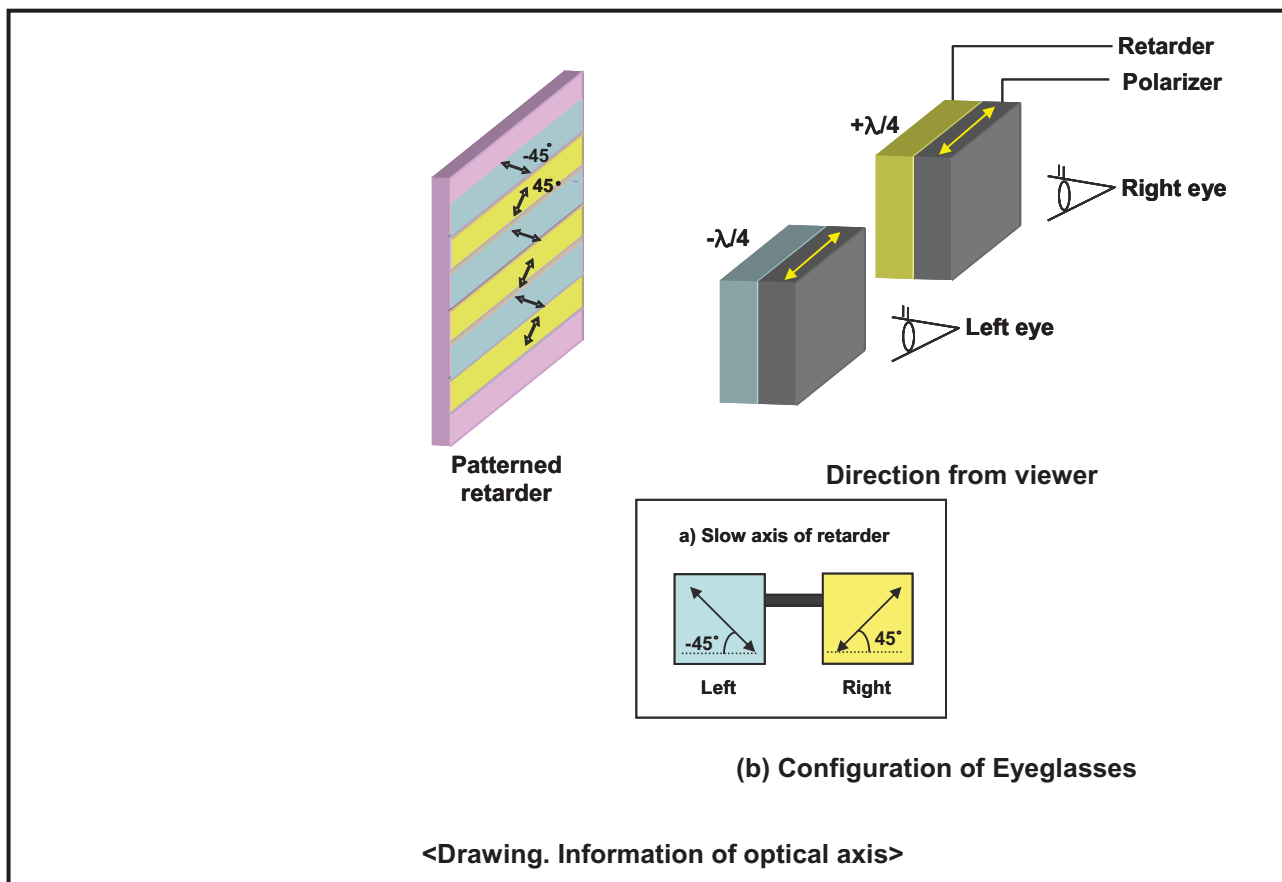 Retarder
Polarizer
+λ/4
-45°
45°
Right eye
-λ/4
Left eye
Patterned
retarder
Direction from viewer
a) Slow axis of retarder
-45°
45°
Left
Right
(b) Configuration of Eyeglasses
<Drawing. Information of optical axis>